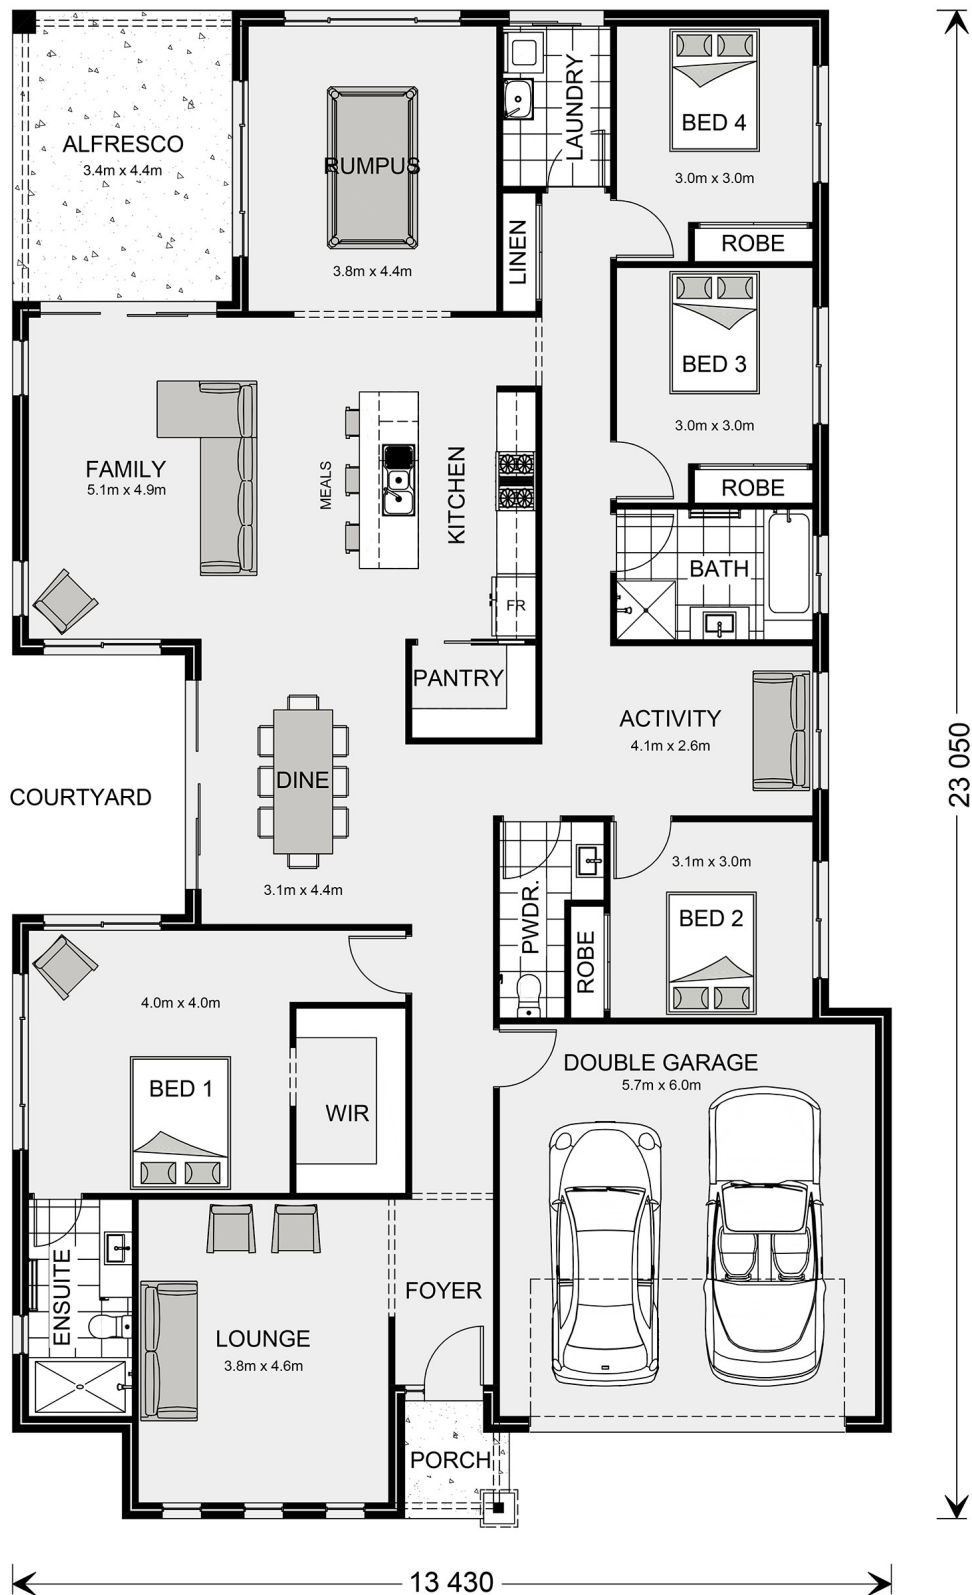 ALFRESCO
3.4m x 4.4m
RUMPUS
3.8m x 4.4m
LAUNDRY
LINEN
BED 4
3.0m x 3.0m
ROBE
BED 3
3.0m x 3.0m
ROBE
FAMILY
5.1m x 4.9m
MEALS
KITCHEN
FR
BATH
PANTRY
ACTIVITY
4.1m x 2.6m
COURTYARD
DINE
3.1m x 4.4m
23 050
PWDR.
ROBE
3.1m x 3.0m
BED 2
4.0m x 4.0m
BED 1
WIR
DOUBLE GARAGE
5.7m x 6.0m
ENSUITE
LOUNGE
3.8m x 4.6m
FOYER
PORCH
13 430